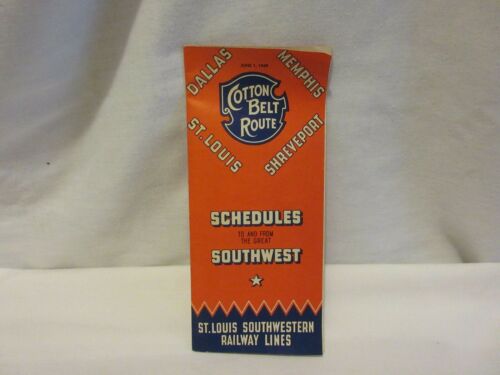 JUNE 1, 1949
DALLAS
MEMPHIS
COTTON
BELT
ROUTE
ST. LOUIS
SHREVEPORT
SCHEDULES
TO AND FROM
THE GREAT
SOUTHWEST
ST. LOUIS SOUTHWESTERN
RAILWAY LINES